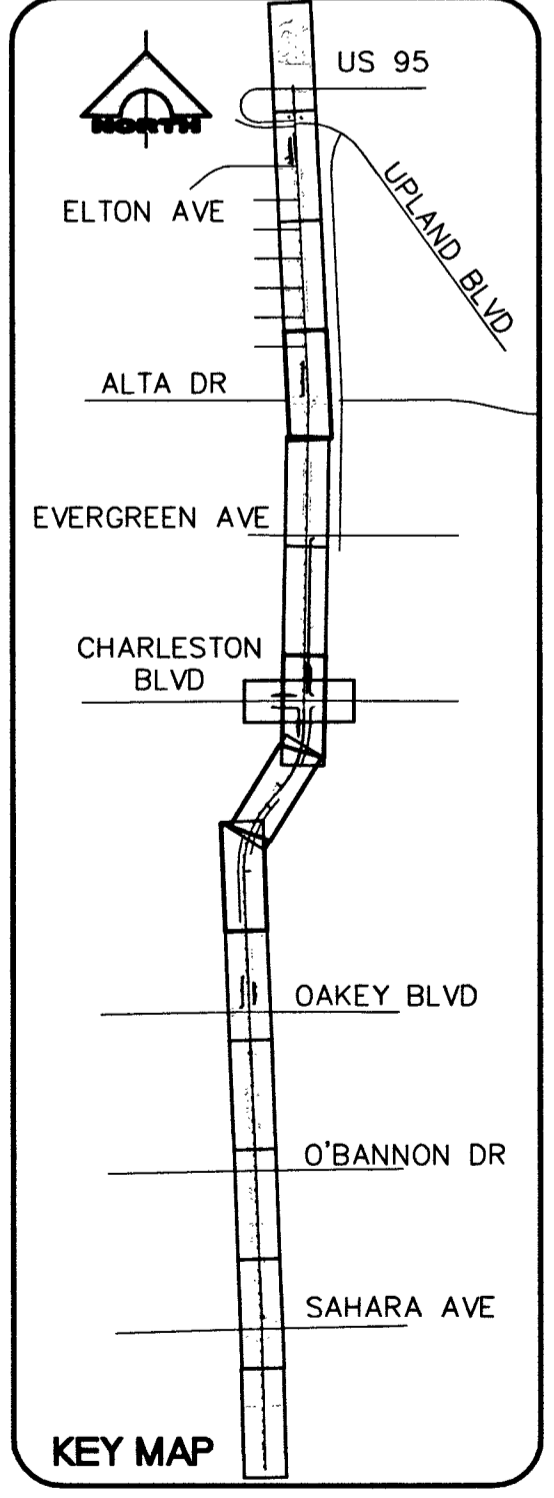 NORTH
US 95
UPLAND BLVD
ELTON AVE
ALTA DR
EVERGREEN AVE
CHARLESTON
BLVD
OAKEY BLVD
O'BANNON DR
SAHARA AVE
KEY MAP